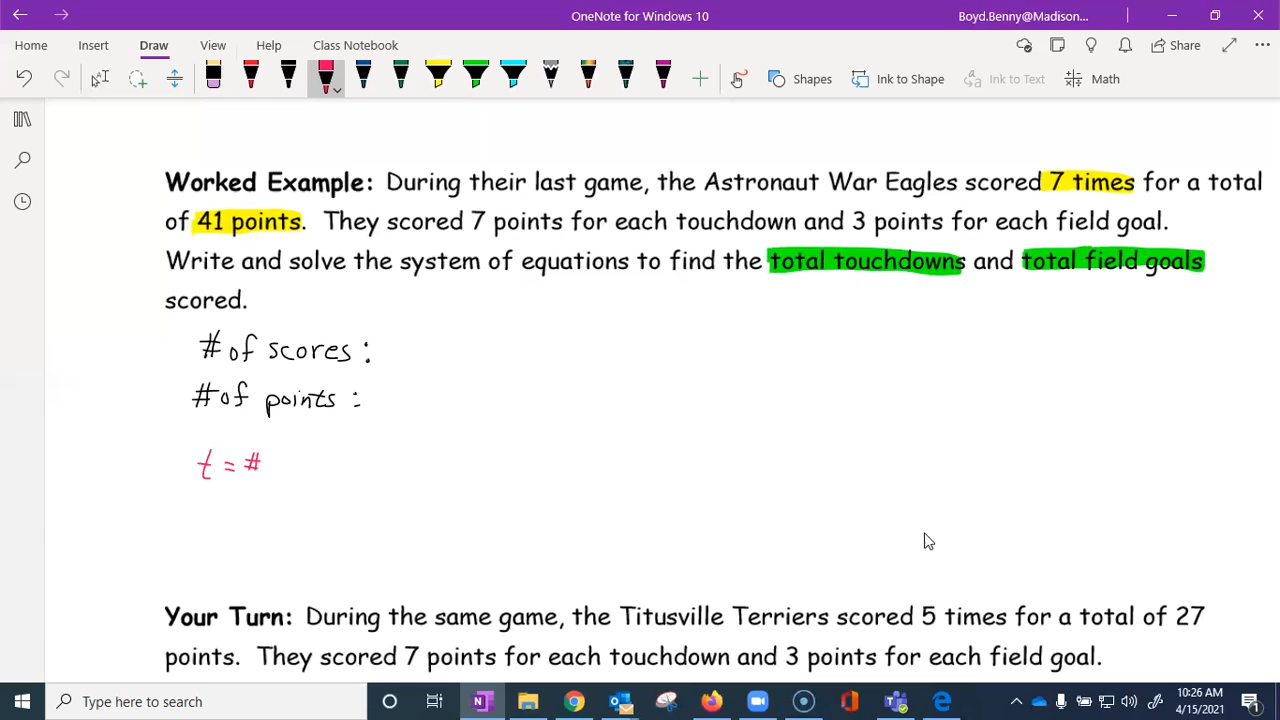 OneNote for Windows 10
Boyd.Benny@Madison...
Home Insert Draw View Help Class Notebook
Share
Shapes Ink to Shape Ink to Text Math
Worked Example: During their last game, the Astronaut War Eagles scored 7 times for a total
of 41 points. They scored 7 points for each touchdown and 3 points for each field goal.
Write and solve the system of equations to find the total touchdowns and total field goals
scored.
# of scores :
# of points :
t = #
Your Turn: During the same game, the Titusville Terriers scored 5 times for a total of 27
points. They scored 7 points for each touchdown and 3 points for each field goal.
Type here to search
10:26 AM
4/15/2021